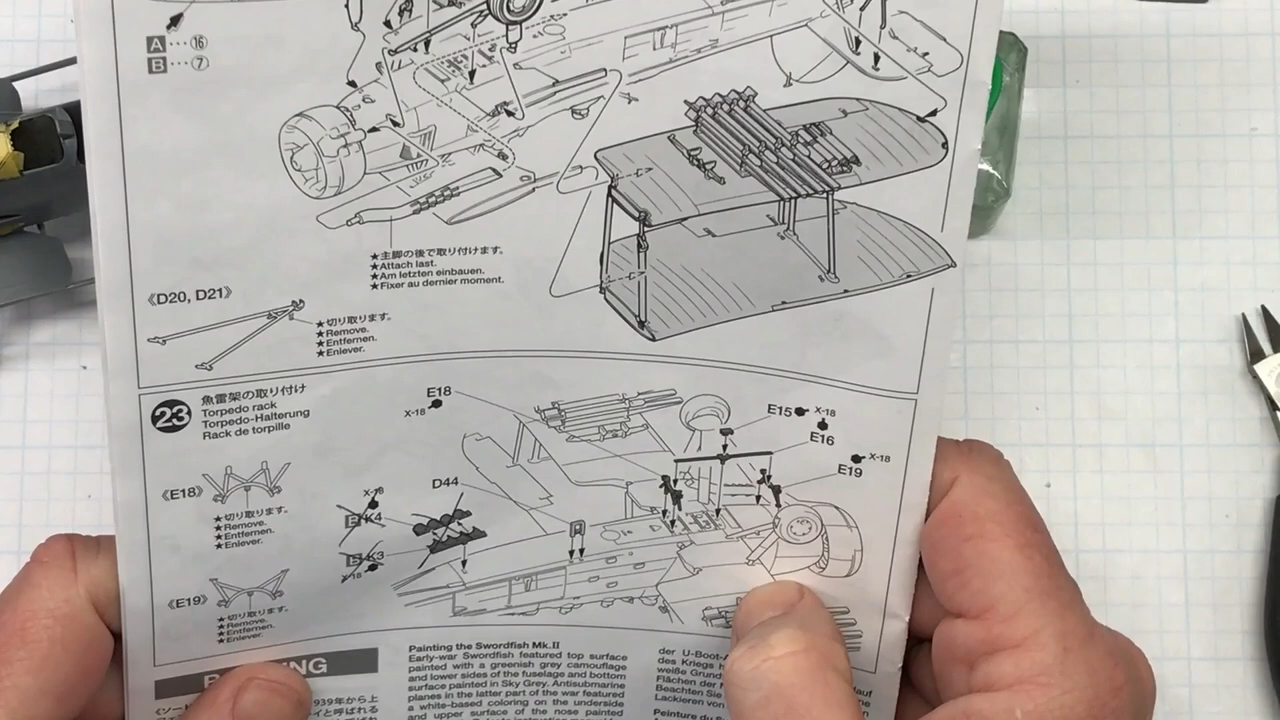 A ··· ⑯
B ··· ⑦
★主脚の後で取り付けます。
★Attach last.
★Am letzten einbauen.
★Fixer au dernier moment.
《D20, D21》
★切り取ります。
★Remove.
★Entfernen.
★Enlever.
23
魚雷架の取り付け
Torpedo rack
Torpedo-Halterung
Rack de torpille
E18
X-18
E15
X-18
E16
E19
X-18
《E18》
★切り取ります。
★Remove.
★Entfernen.
★Enlever.
D44
X-18
K4
K3
X-18
《E19》
★切り取ります。
★Remove.
★Entfernen.
★Enlever.
Painting the Swordfish Mk.II
Early-war Swordfish featured top surface
painted with a greenish grey camouflage
and lower sides of the fuselage and bottom
surface painted in Sky Grey. Antisubmarine
planes in the latter part of the war featured
a white-based coloring on the underside
and upper surface of the nose painted
der U-Boot-
des Kriegs
weiße Grund
Flächen der
Beachten Sie
Lackieren von
Peinture du S